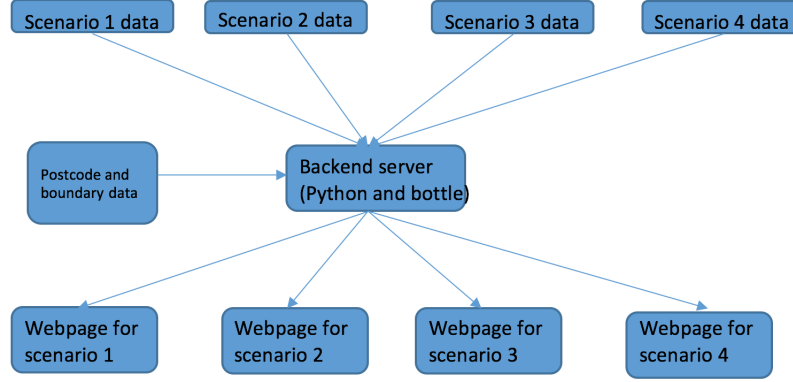 Scenario 1 data
Scenario 2 data
Scenario 3 data
Scenario 4 data
Postcode and
boundary data
Backend server
(Python and bottle)
Webpage for
scenario 1
Webpage for
scenario 2
Webpage for
scenario 3
Webpage for
scenario 4